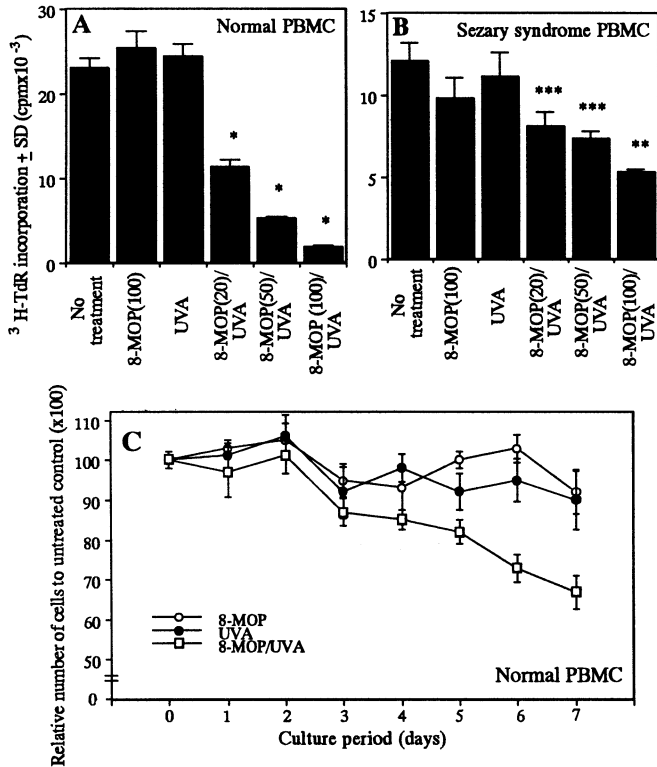 A
Normal PBMC
³H-TdR incorporation ± SD (cpmx10⁻³)
30
20
10
0
*
*
*
No treatment
8-MOP(100)
UVA
8-MOP(20)/ UVA
8-MOP(50)/ UVA
8-MOP (100)/ UVA
B
Sezary syndrome PBMC
15
10
5
0
***
***
**
No treatment
8-MOP(100)
UVA
8-MOP(20)/ UVA
8-MOP(50)/ UVA
8-MOP(100)/ UVA
C
Relative number of cells to untreated control (x100)
110
100
90
80
70
60
50
0
8-MOP
UVA
8-MOP/UVA
Normal PBMC
0 1 2 3 4 5 6 7
Culture period (days)